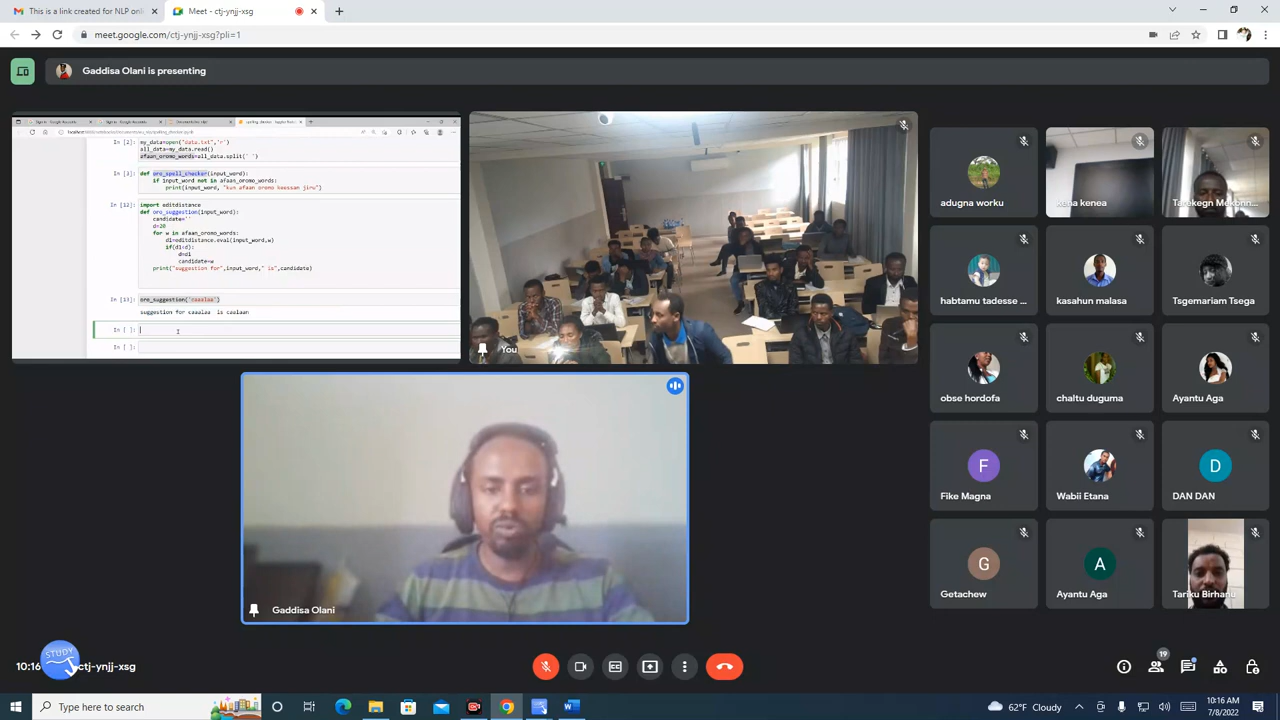 This is a link created for NLP onli
Meet - ctj-ynjj-xsg
meet.google.com/ctj-ynjj-xsg?pli=1
Gaddisa Olani is presenting
In [2]: my_data=open("data.txt",'r')
all_data=my_data.read()
afaan_oromo_words=all_data.split(' ')
In [3]: def oro_spell_checker(input_word):
if input_word not in afaan_oromo_words:
print(input_word, "kun afaan oromo keessan jiru")
In [12]: import editdistance
def oro_suggestion(input_word):
candidate=''
d=20
for w in afaan_oromo_words:
d1=editdistance.eval(input_word,w)
if(d1<d):
d=d1
candidate=w
print("suggestion for",input_word," is",candidate)
In [13]: oro_suggestion('caaalaa')
suggestion for caaalaa is caalaan
In [ ]:
In [ ]:
You
Gaddisa Olani
adugna worku
kena kenea
Tarekegn Mekonn...
habtamu tadesse ...
kasahun malasa
Tsgemariam Tsega
obse hordofa
chaltu duguma
Ayantu Aga
F
Fike Magna
Wabii Etana
D
DAN DAN
G
Getachew
A
Ayantu Aga
Tariku Birhanu
STUDY
10:16
ctj-ynjj-xsg
19
Type here to search
62°F Cloudy
10:16 AM
7/8/2022